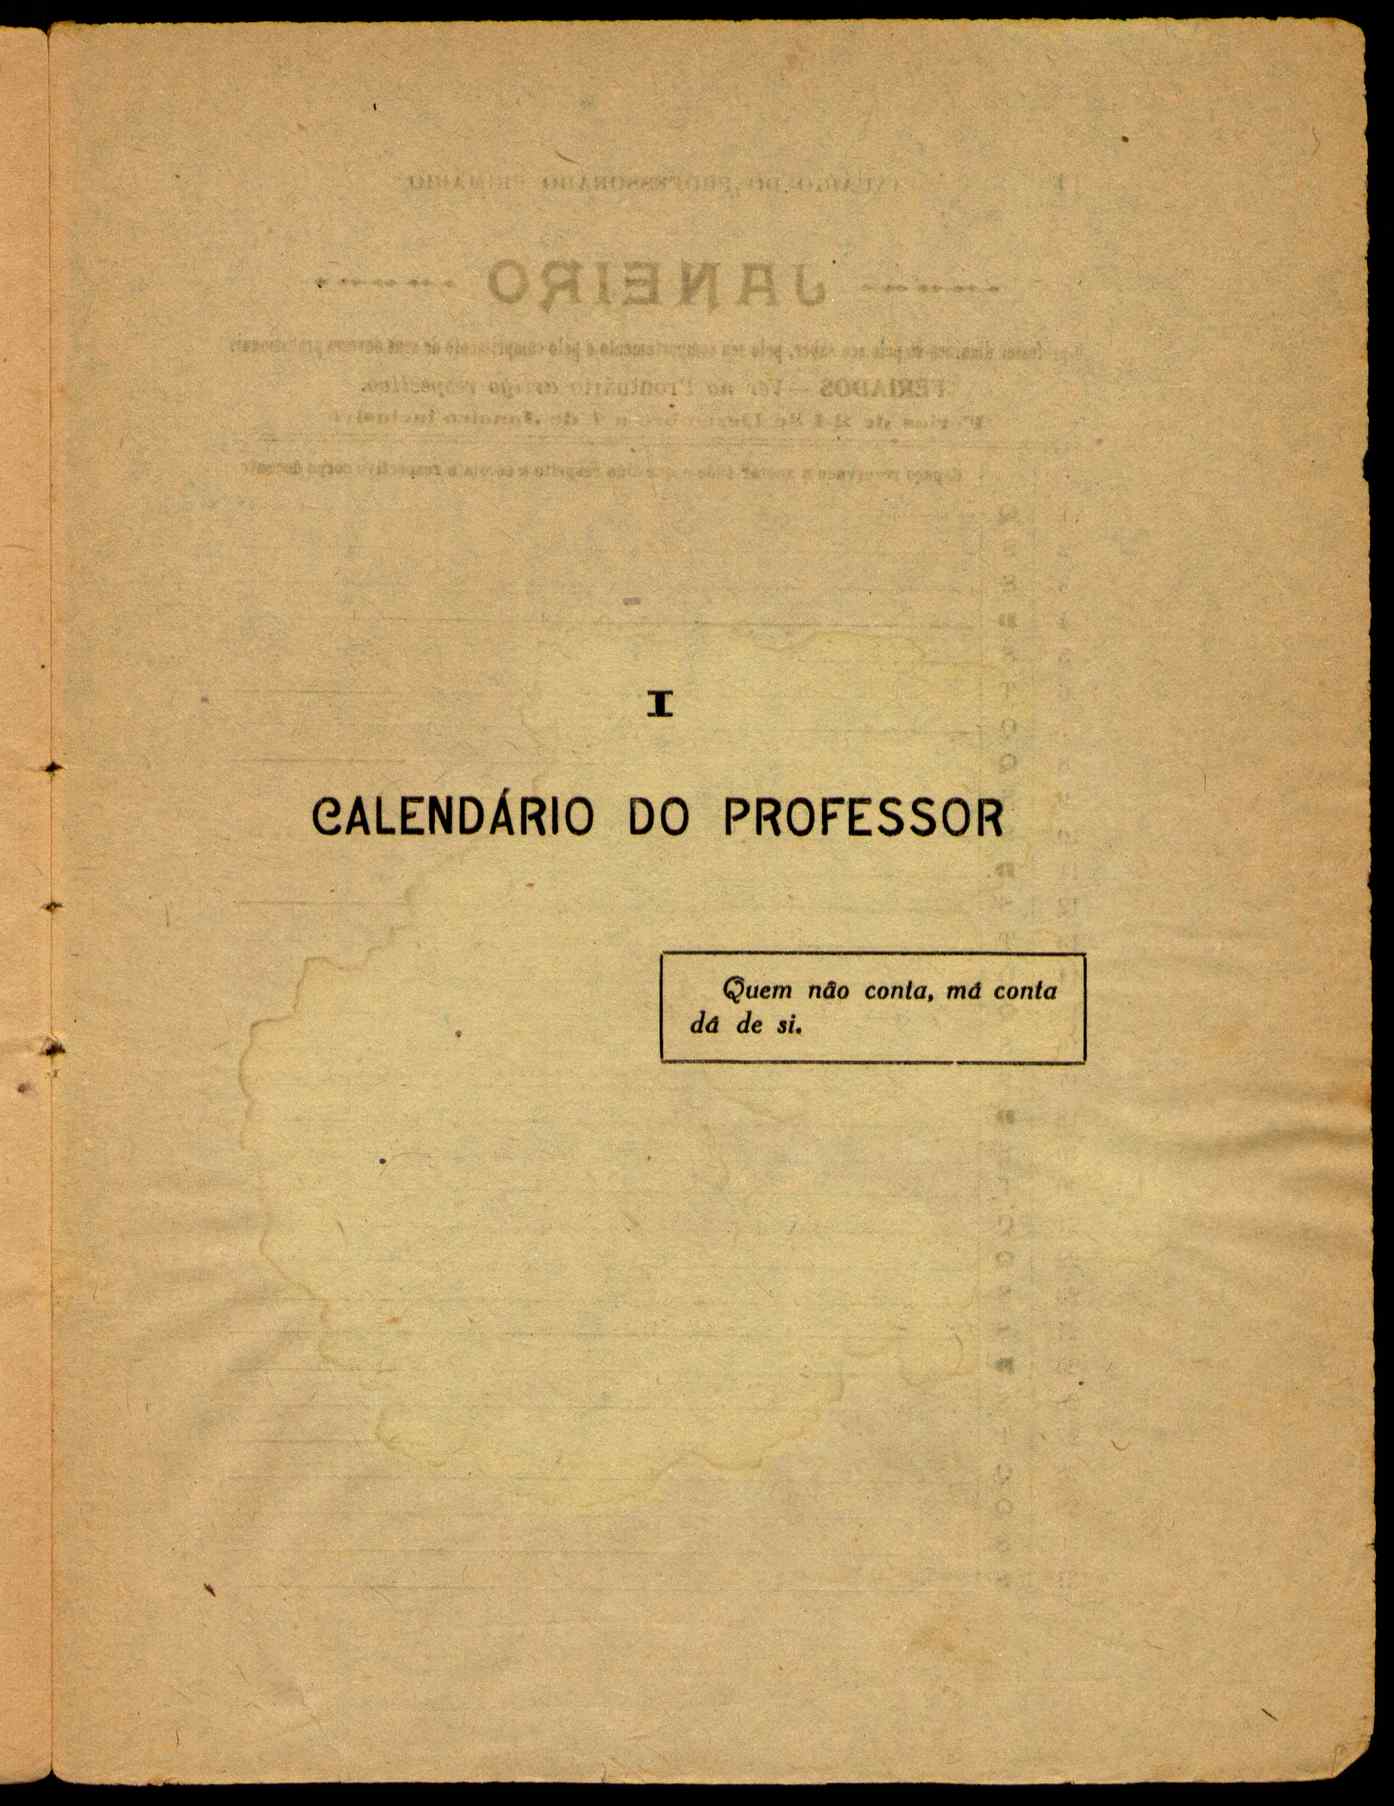 I
CALENDÁRIO DO PROFESSOR
Quem não conta, má conta
dá de si.